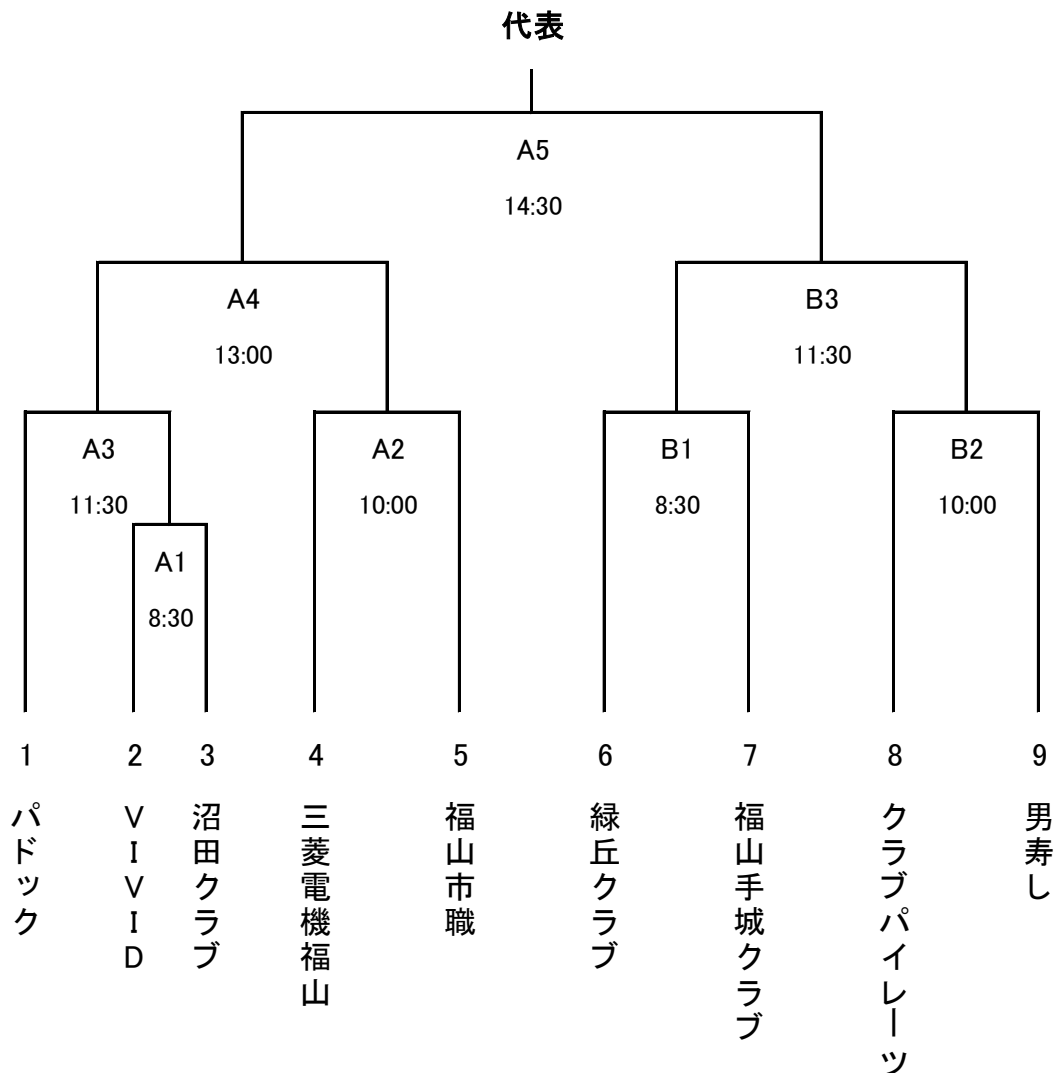 代表
A5
14:30
A4
13:00
B3
11:30
A3
11:30
A2
10:00
B1
8:30
B2
10:00
A1
8:30
1
2
3
4
5
6
7
8
9
パドック
VIVID
沼田クラブ
三菱電機福山
福山市職
緑丘クラブ
福山手城クラブ
クラブパイレーツ
男寿し